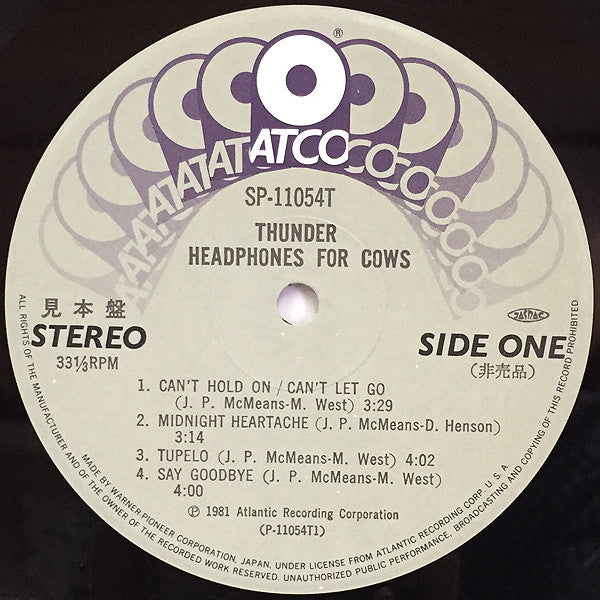 ®
ATCO
SP-11054T
THUNDER
HEADPHONES FOR COWS
見本盤
STEREO
33⅓RPM
JASRAC
SIDE ONE
(非売品)
1. CAN'T HOLD ON / CAN'T LET GO
(J. P. McMeans-M. West) 3:29
2. MIDNIGHT HEARTACHE (J. P. McMeans-D. Henson)
3:14
3. TUPELO (J. P. McMeans-M. West) 4:02
4. SAY GOODBYE (J. P. McMeans-M. West)
4:00
℗ 1981 Atlantic Recording Corporation
(P-11054T1)
MADE BY WARNER-PIONEER CORPORATION, JAPAN, UNDER LICENSE FROM ATLANTIC RECORDING CORP. U. S. A.
ALL RIGHTS OF THE MANUFACTURER AND OF THE OWNER OF THE RECORDED WORK RESERVED. UNAUTHORIZED PUBLIC PERFORMANCE, BROADCASTING AND COPYING OF THIS RECORD PROHIBITED